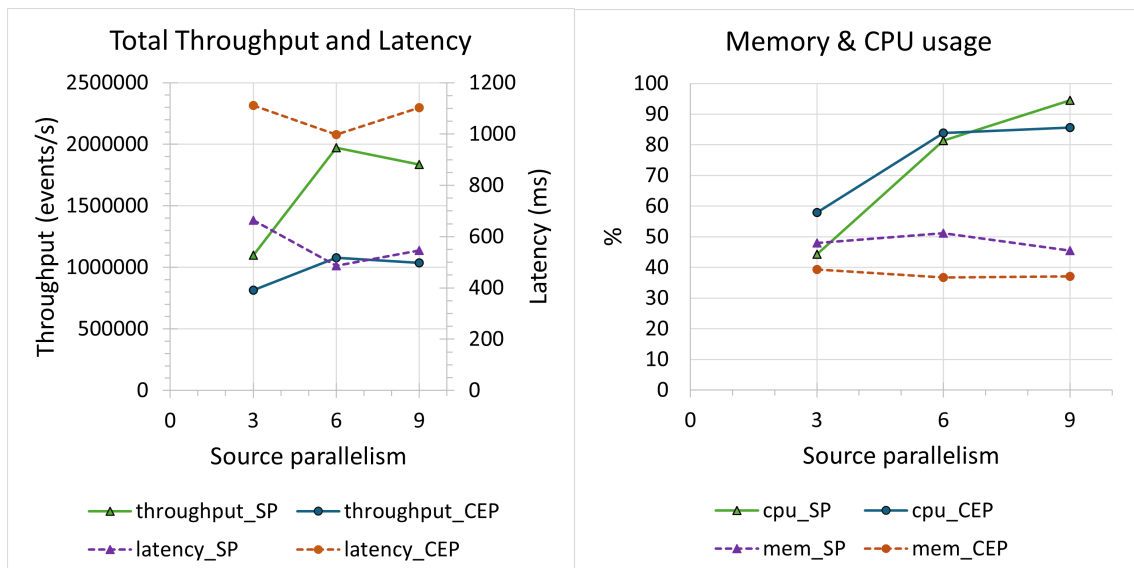 Total Throughput and Latency
Throughput (events/s)
2500000
2000000
1500000
1000000
500000
0
1200
1000
800
600
400
200
0
Latency (ms)
0 3 6 9
Source parallelism
throughput_SP throughput_CEP
latency_SP latency_CEP
Memory & CPU usage
%
100
90
80
70
60
50
40
30
20
10
0
0 3 6 9
Source parallelism
cpu_SP cpu_CEP
mem_SP mem_CEP